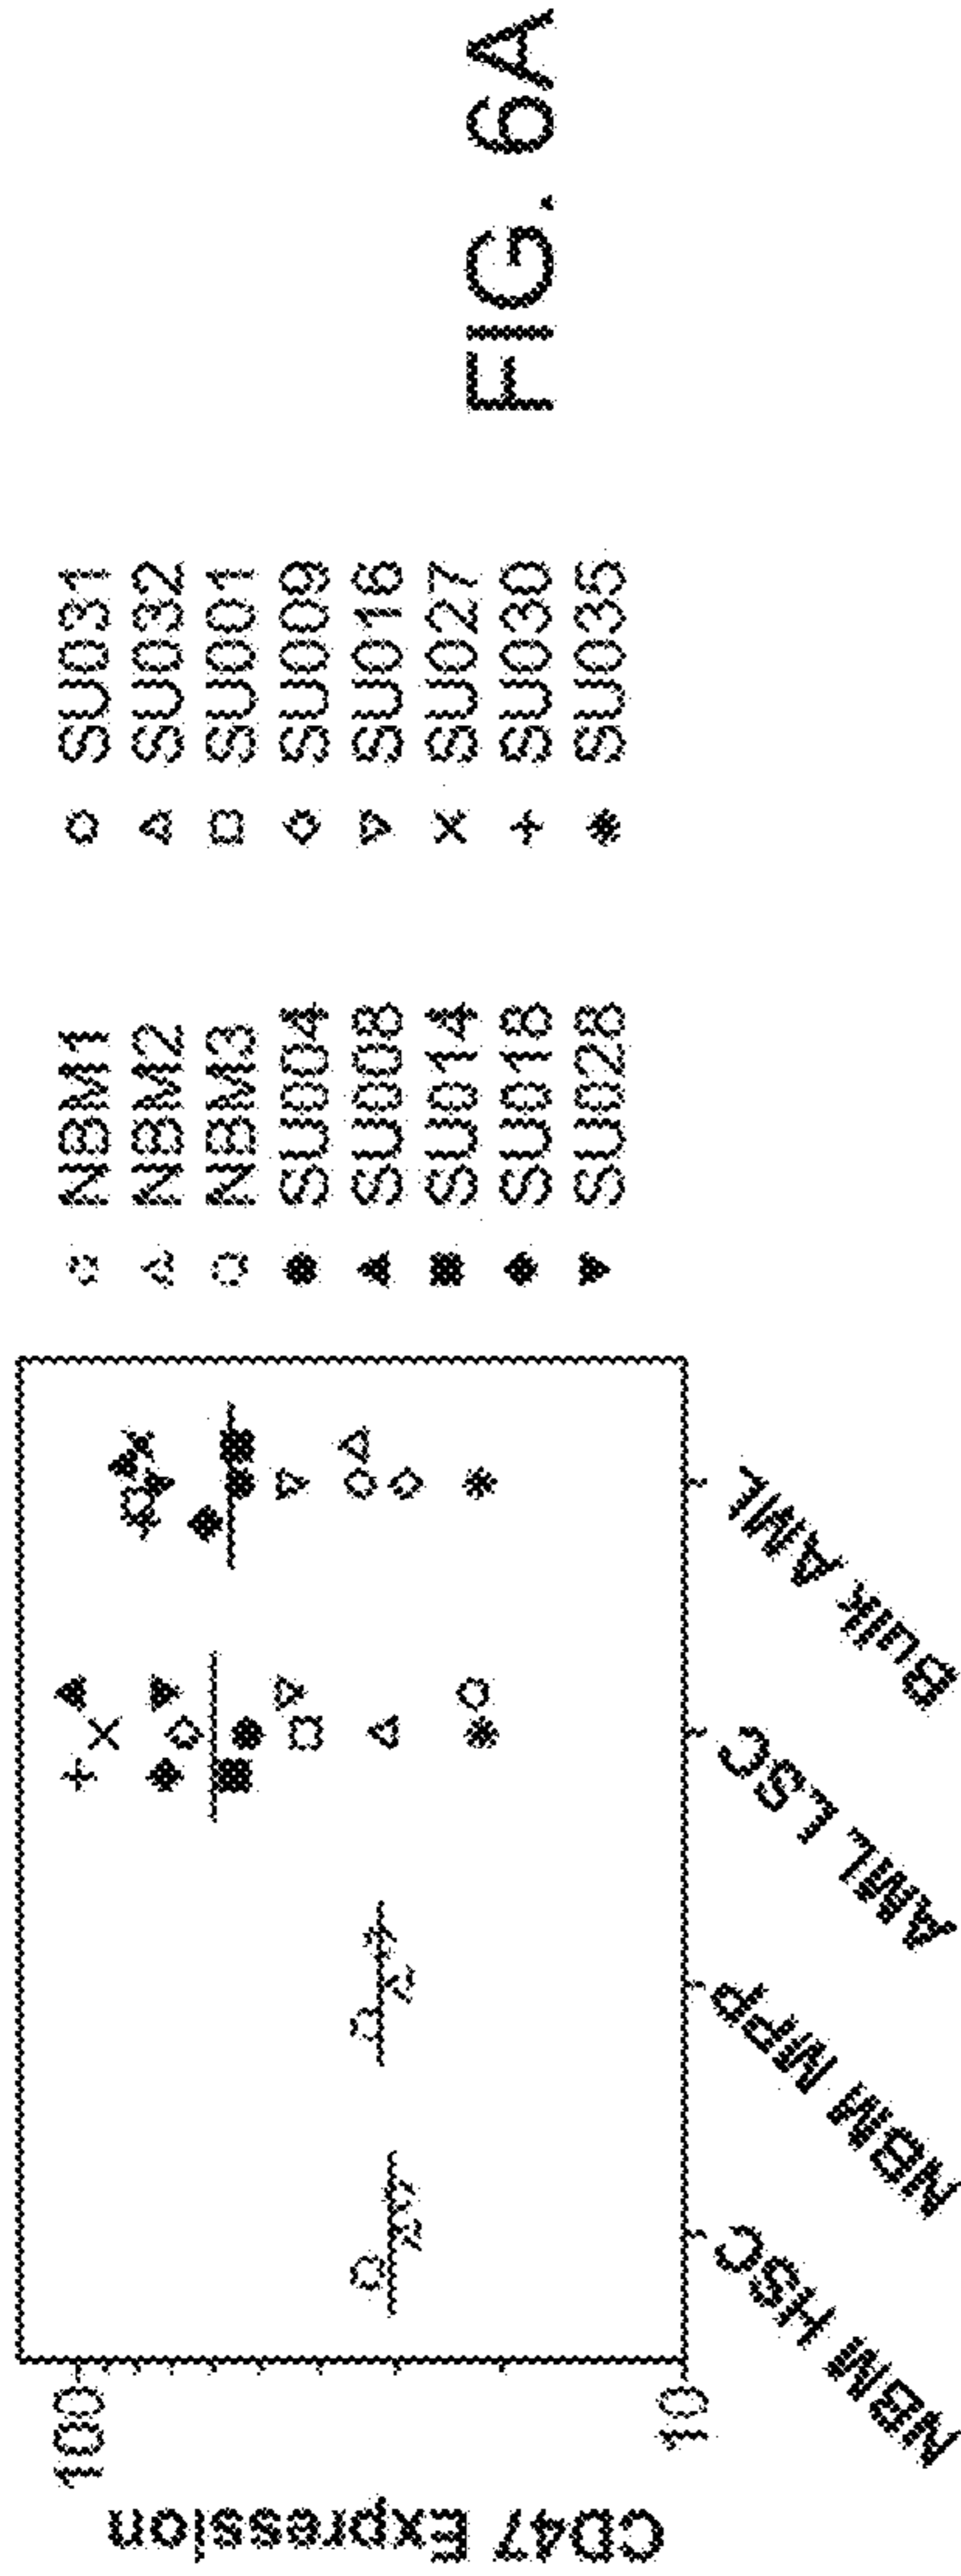 CD47 Expression
100
10
NBM HSC
NBM MPP
AML LSC
Bulk AML
NBM1
NBM2
NBM3
SU004
SU008
SU014
SU018
SU028
SU031
SU032
SU001
SU009
SU016
SU027
SU030
SU035
FIG. 6A